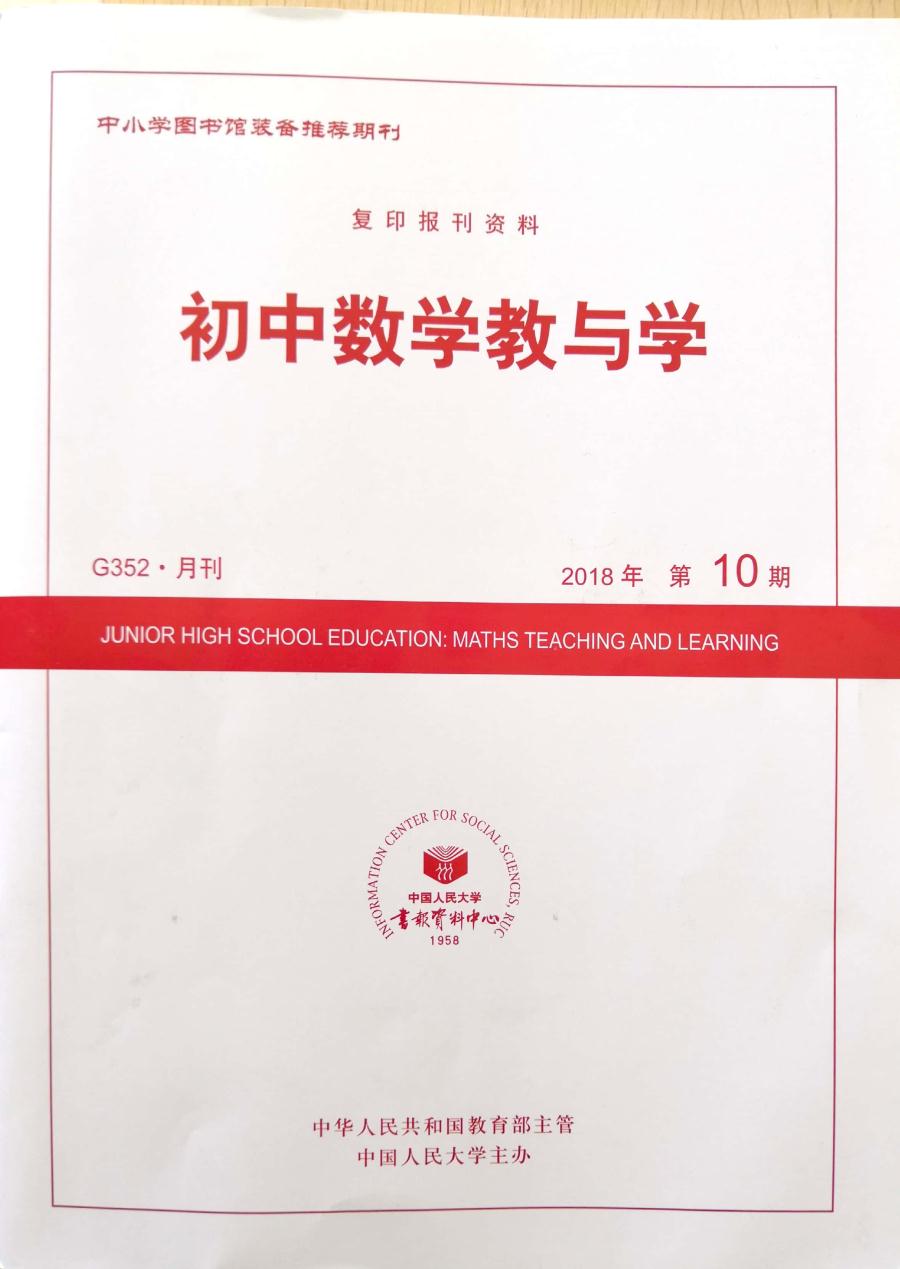 中小学图书馆装备推荐期刊
复印报刊资料
初中数学教与学
G352·月刊
2018年 第10期
JUNIOR HIGH SCHOOL EDUCATION: MATHS TEACHING AND LEARNING
INFORMATION CENTER FOR SOCIAL SCIENCES, RUC
中国人民大学
書報資料中心
1958
中华人民共和国教育部主管
中国人民大学主办